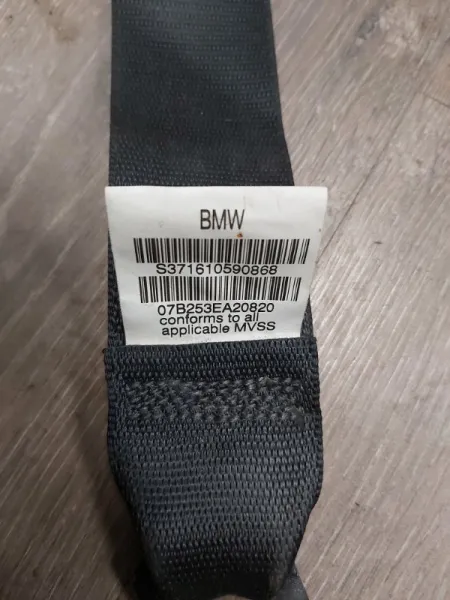 BMW
S371610590868
07B253EA20820
conforms to all
applicable MVSS